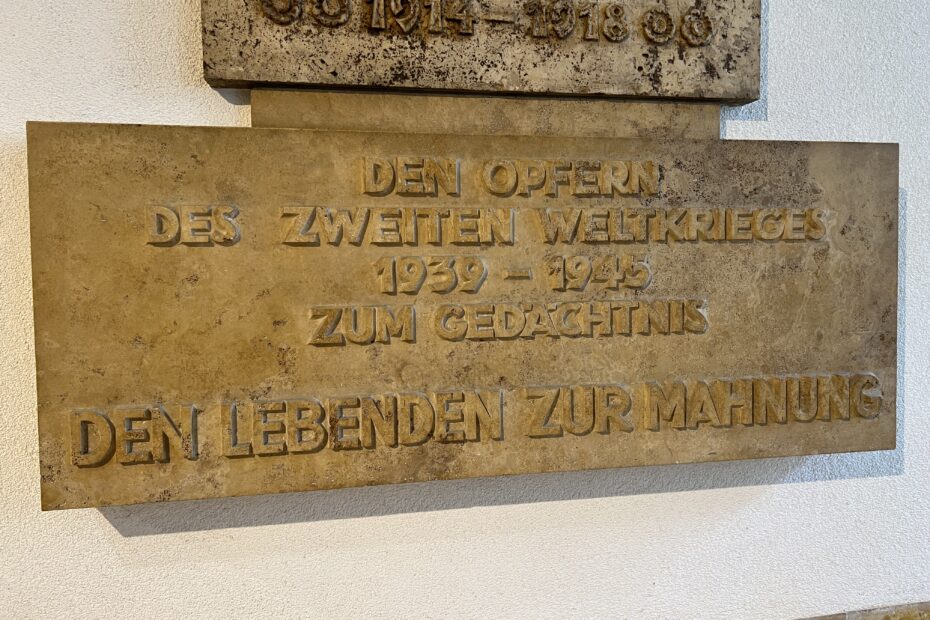 1914–1918
DEN OPFERN
DES ZWEITEN WELTKRIEGES
1939 – 1945
ZUM GEDÄCHTNIS
DEN LEBENDEN ZUR MAHNUNG